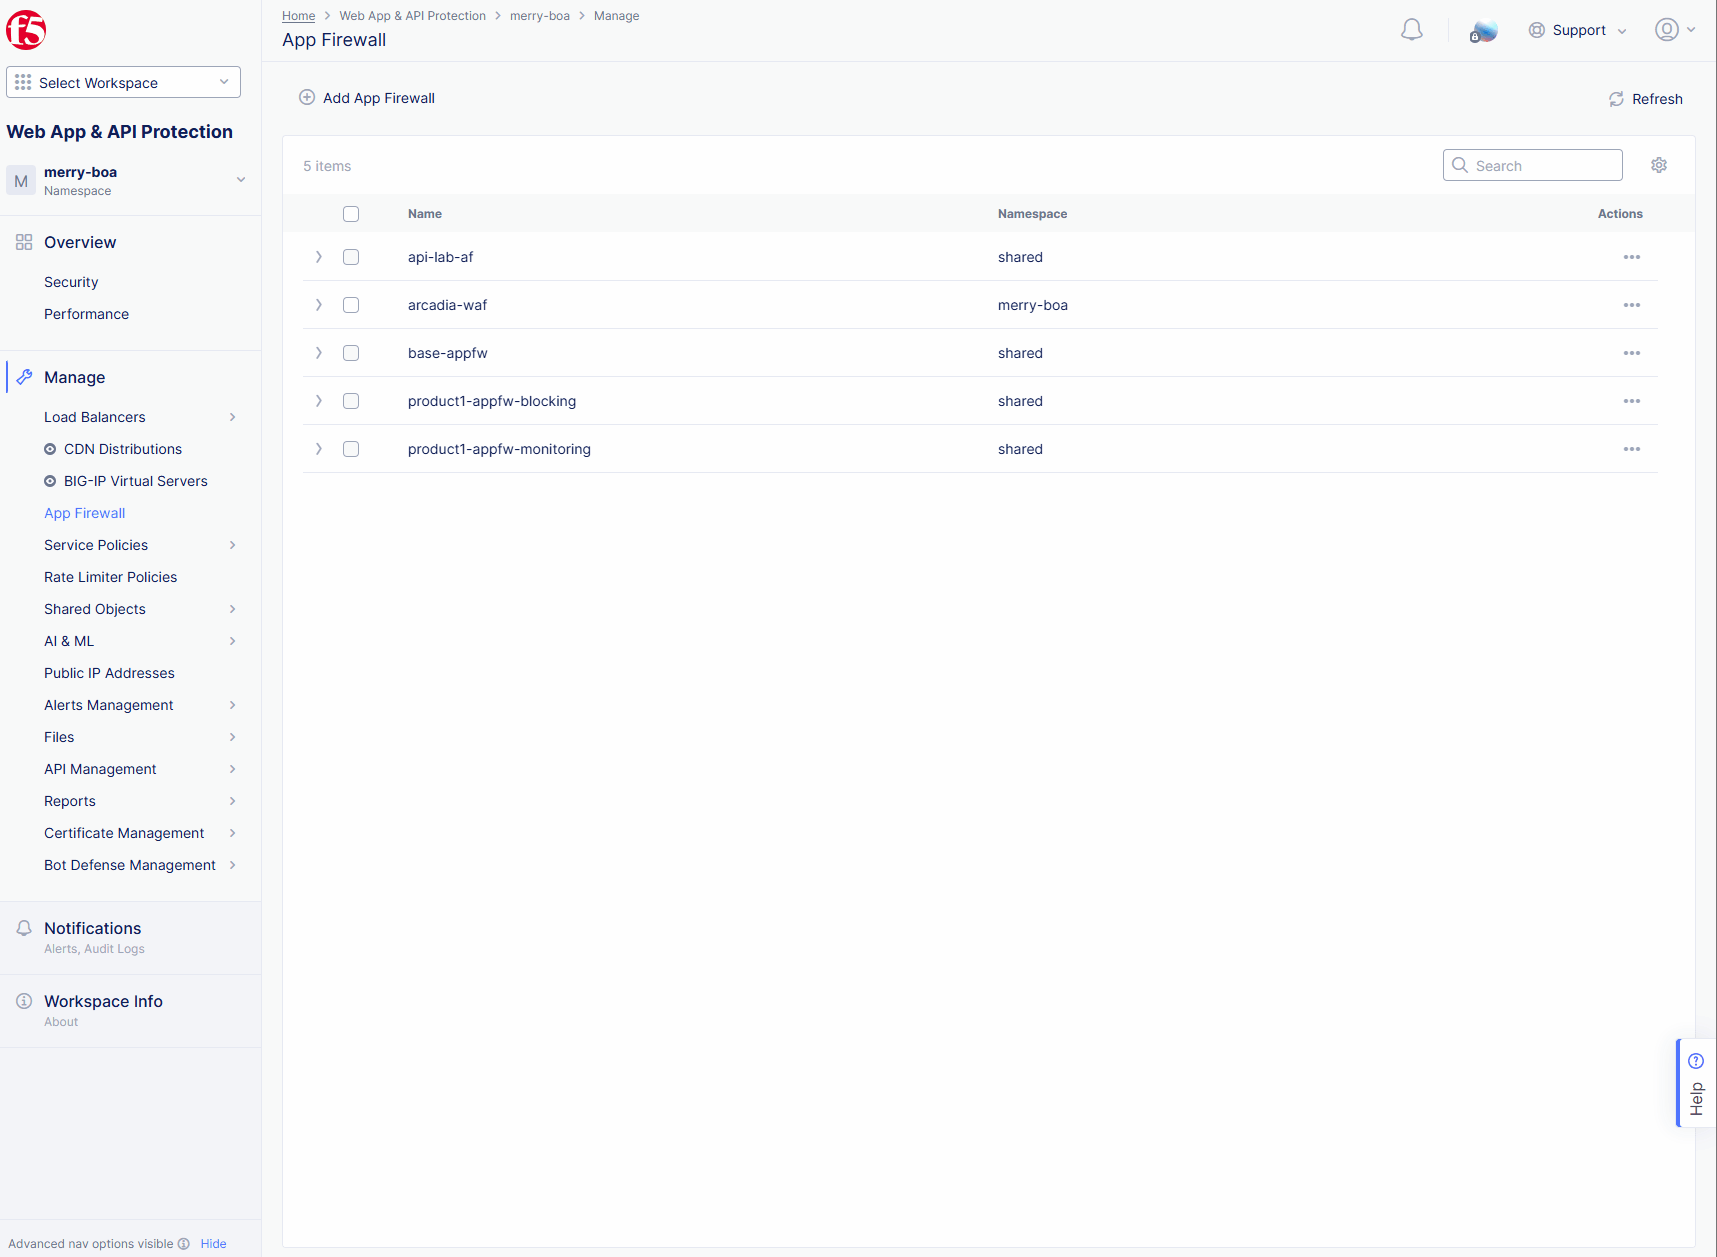 f5
Select Workspace
Web App & API Protection
M
merry-boa
Namespace
Overview
Security
Performance
Manage
Load Balancers
CDN Distributions
BIG-IP Virtual Servers
App Firewall
Service Policies
Rate Limiter Policies
Shared Objects
AI & ML
Public IP Addresses
Alerts Management
Files
API Management
Reports
Certificate Management
Bot Defense Management
Notifications
Alerts, Audit Logs
Workspace Info
About
Advanced nav options visible Hide
Home Web App & API Protection merry-boa Manage
App Firewall
Support
Add App Firewall
Refresh
5 items
Search
Name Namespace Actions
api-lab-af shared
arcadia-waf merry-boa
base-appfw shared
product1-appfw-blocking shared
product1-appfw-monitoring shared
Help